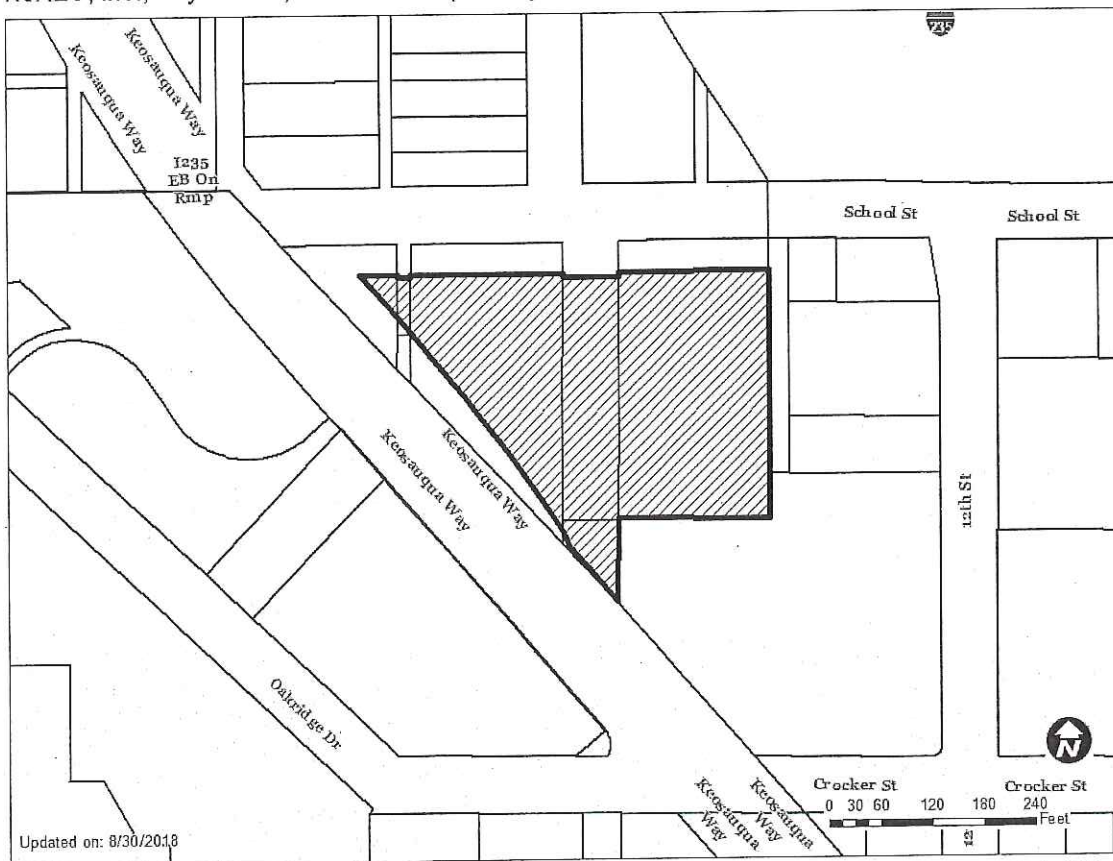 235
Keosauqua Way
Keosauqua Way
I235
EB On
Rmp
School St
School St
Keosauqua Way
Keosauqua Way
12th St
Oakridge Dr
Crocker St
Crocker St
Keosauqua
Way
Keosauqua
Way
0 30 60 120 180 240
Feet
12
N
Updated on: 8/30/2018